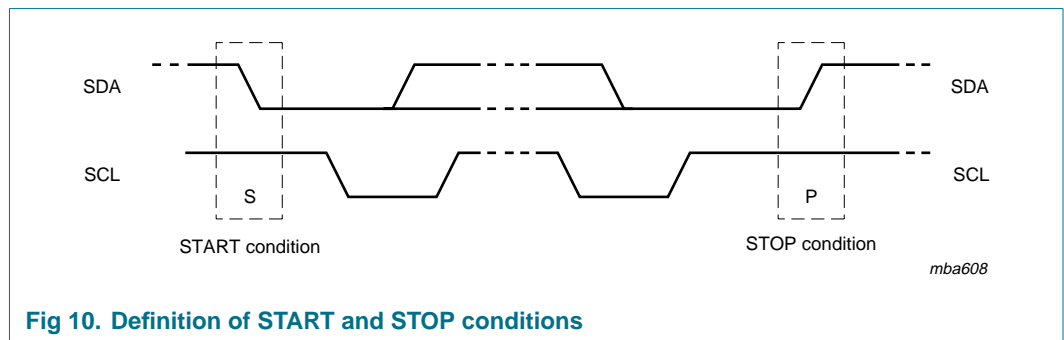 SDA
SDA
SCL
SCL
S
P
START condition
STOP condition
mba608
Fig 10. Definition of START and STOP conditions